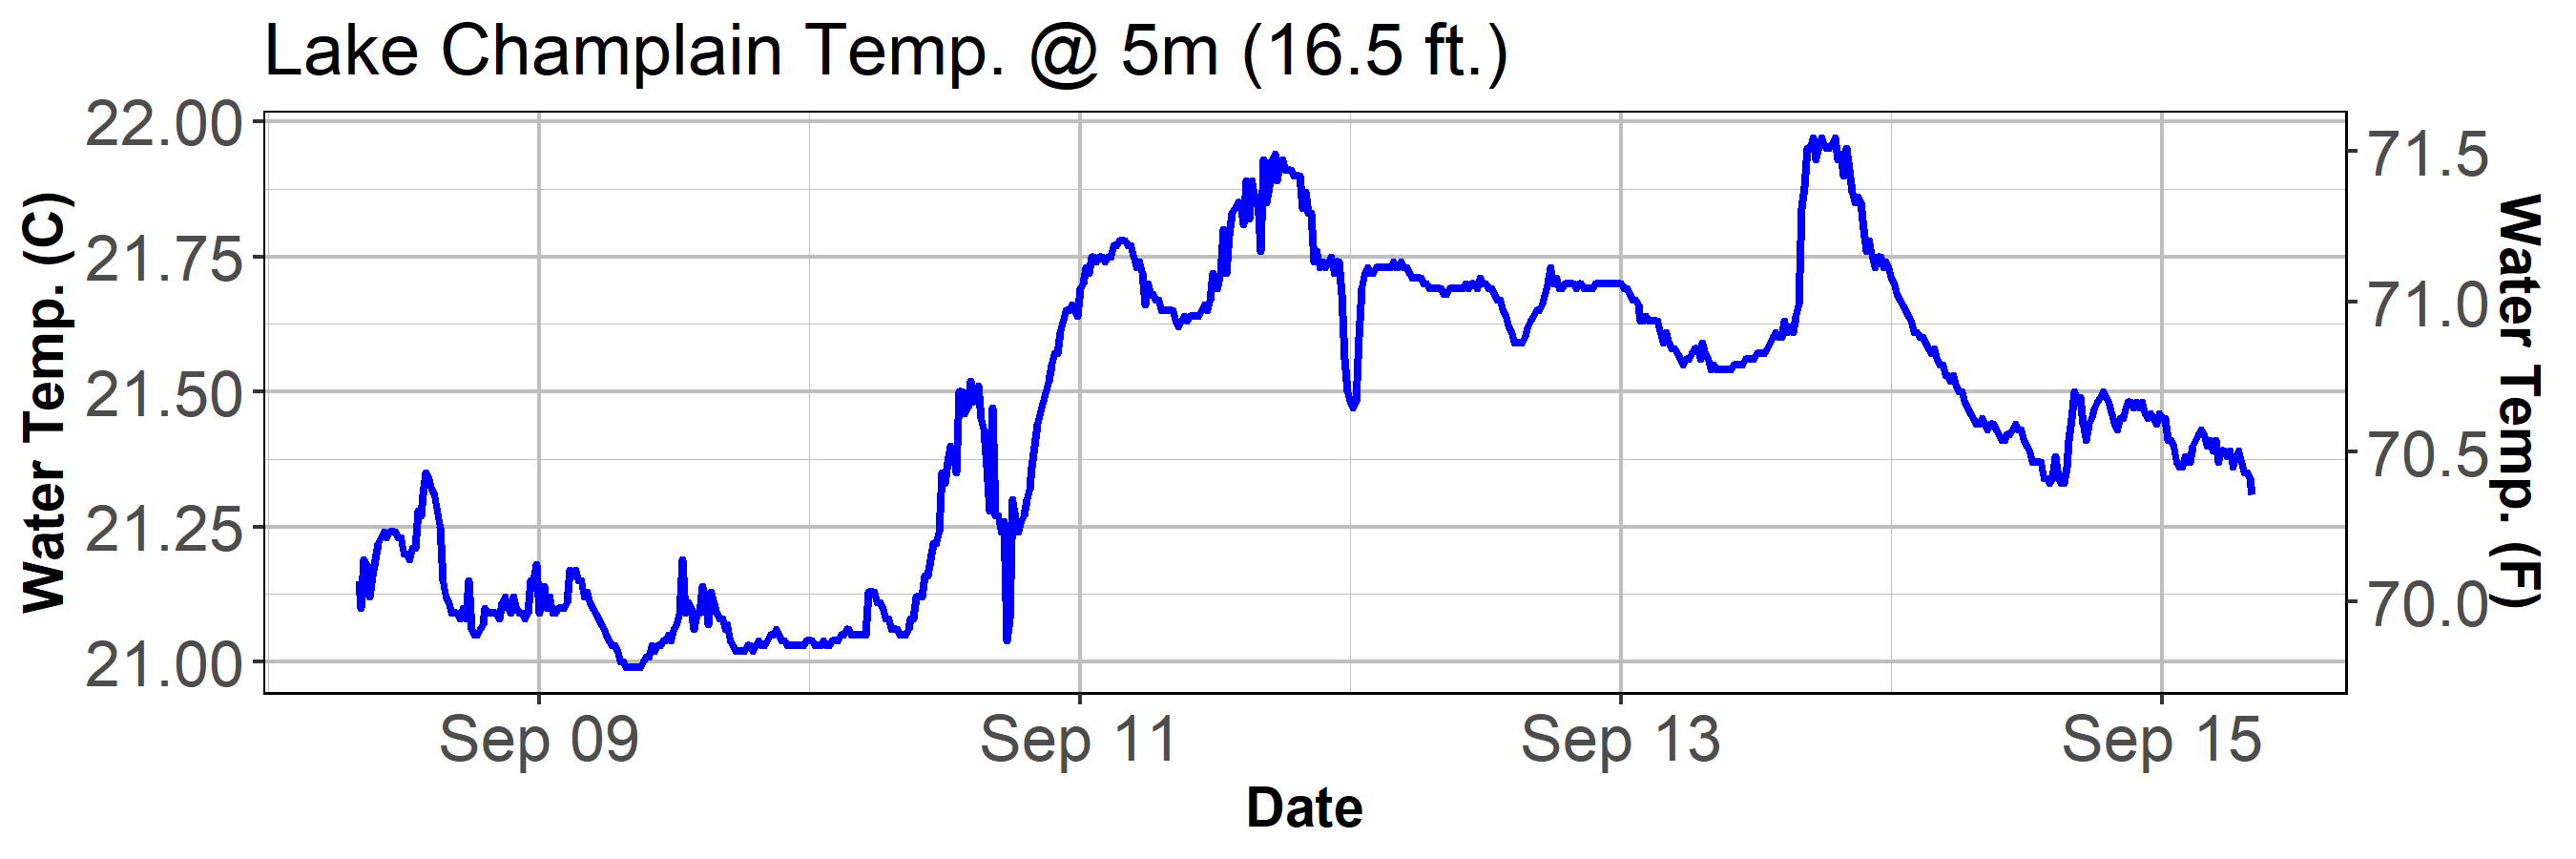 Lake Champlain Temp. @ 5m (16.5 ft.)
Water Temp. (C)
22.00
21.75
21.50
21.25
21.00
71.5
71.0
70.5
70.0
Water Temp. (F)
Sep 09
Sep 11
Sep 13
Sep 15
Date